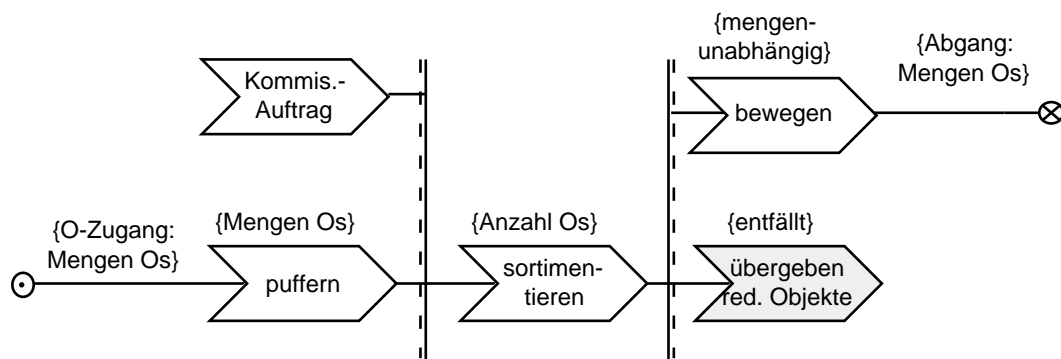 {mengen-
unabhängig}
{Abgang:
Mengen Os}
Kommis.-
Auftrag
bewegen
{O-Zugang:
Mengen Os}
{Mengen Os}
{Anzahl Os}
{entfällt}
puffern
sortimen-
tieren
übergeben
red. Objekte